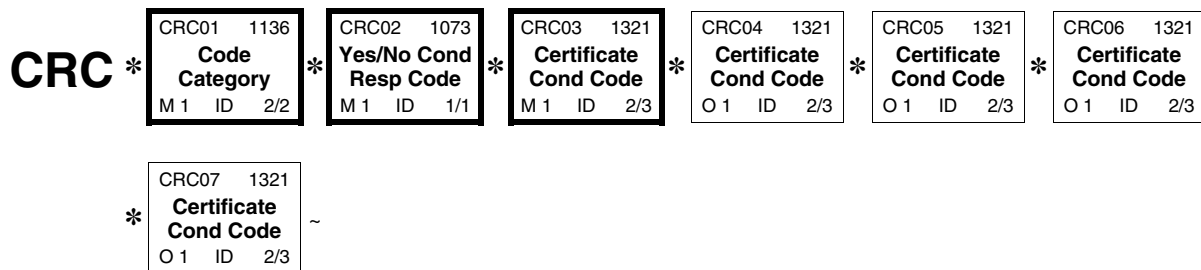 CRC01 1136 CRC02 1073 CRC03 1321 CRC04 1321 CRC05 1321 CRC06 1321
Code Yes/No Cond Certificate Certificate Certificate Certificate
CRC * Category * Resp Code * Cond Code * Cond Code * Cond Code * Cond Code
M 1 ID 2/2 M 1 ID 1/1 M 1 ID 2/3 O 1 ID 2/3 O 1 ID 2/3 O 1 ID 2/3
CRC07 1321
Certificate
* Cond Code ~
O 1 ID 2/3